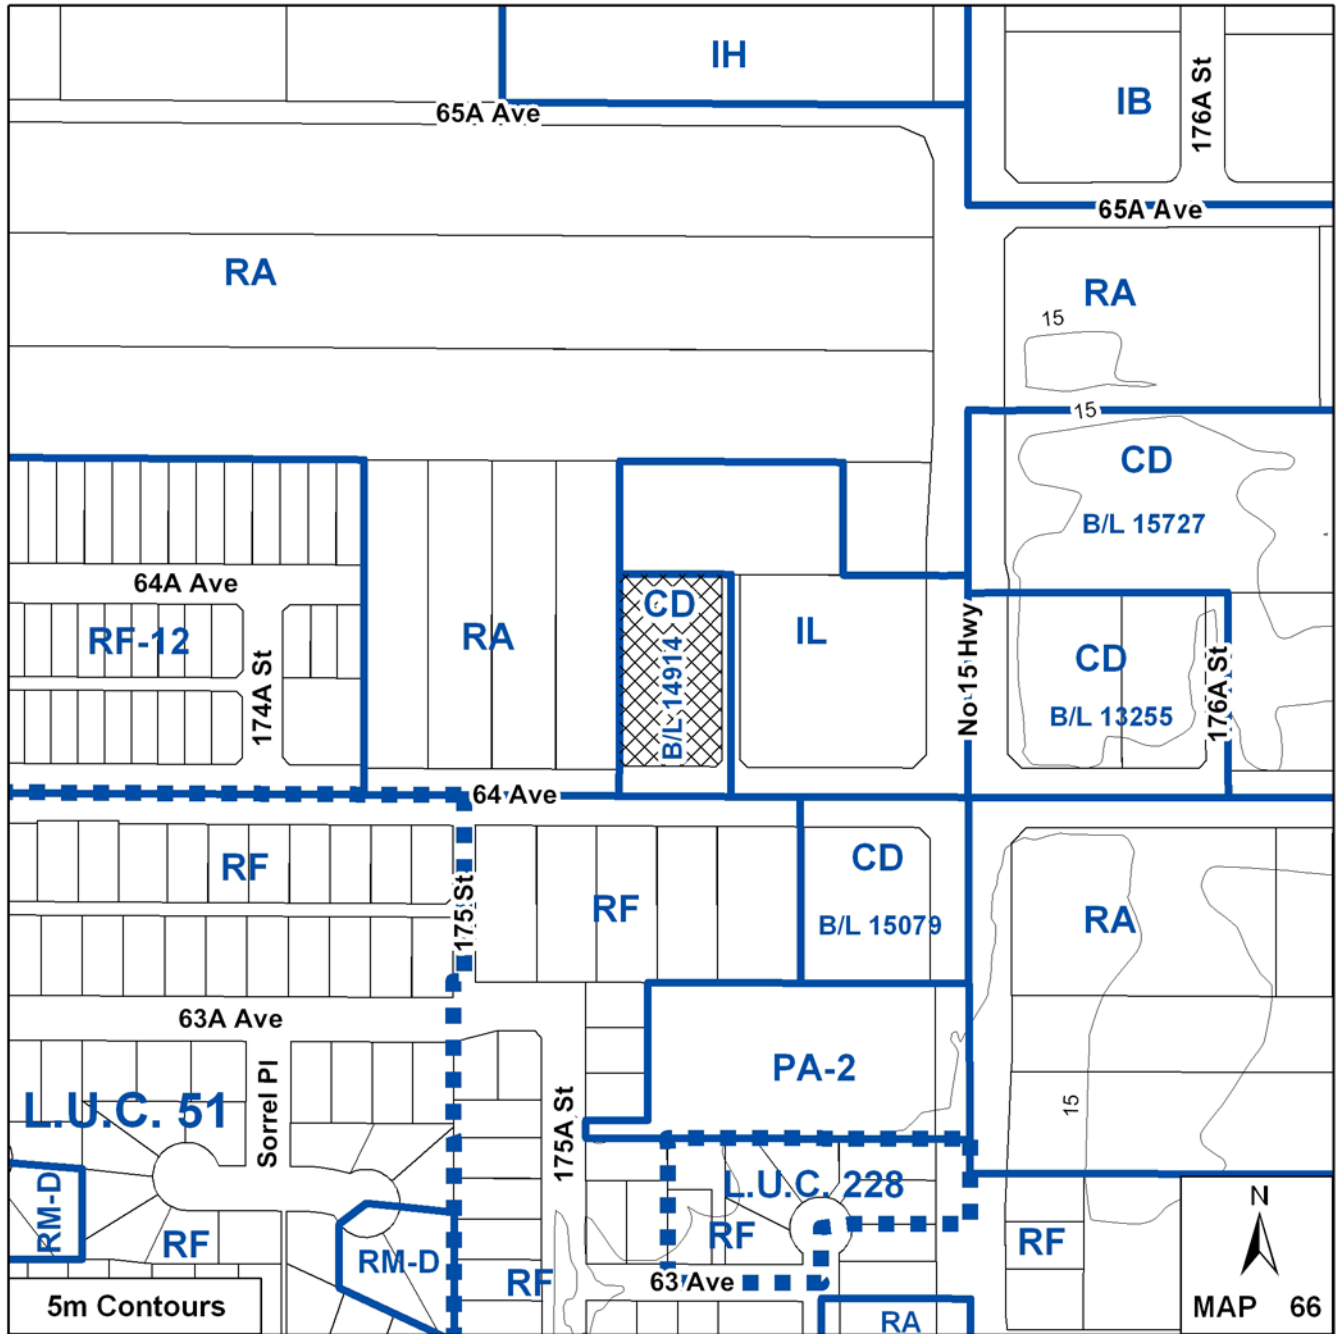 IH
IB
176A St
65A Ave
65A Ave
RA
RA
15
15
CD
B/L 15727
64A Ave
RF-12
174A St
RA
CD
B/L 14914
IL
No 15 Hwy
CD
B/L 13255
176A St
64 Ave
RF
175 St
RF
CD
B/L 15079
RA
63A Ave
Sorrel Pl
L.U.C. 51
175A St
PA-2
15
RM-D
RF
RM-D
RF
L.U.C. 228
RF
63 Ave
RF
RA
5m Contours
N
MAP 66